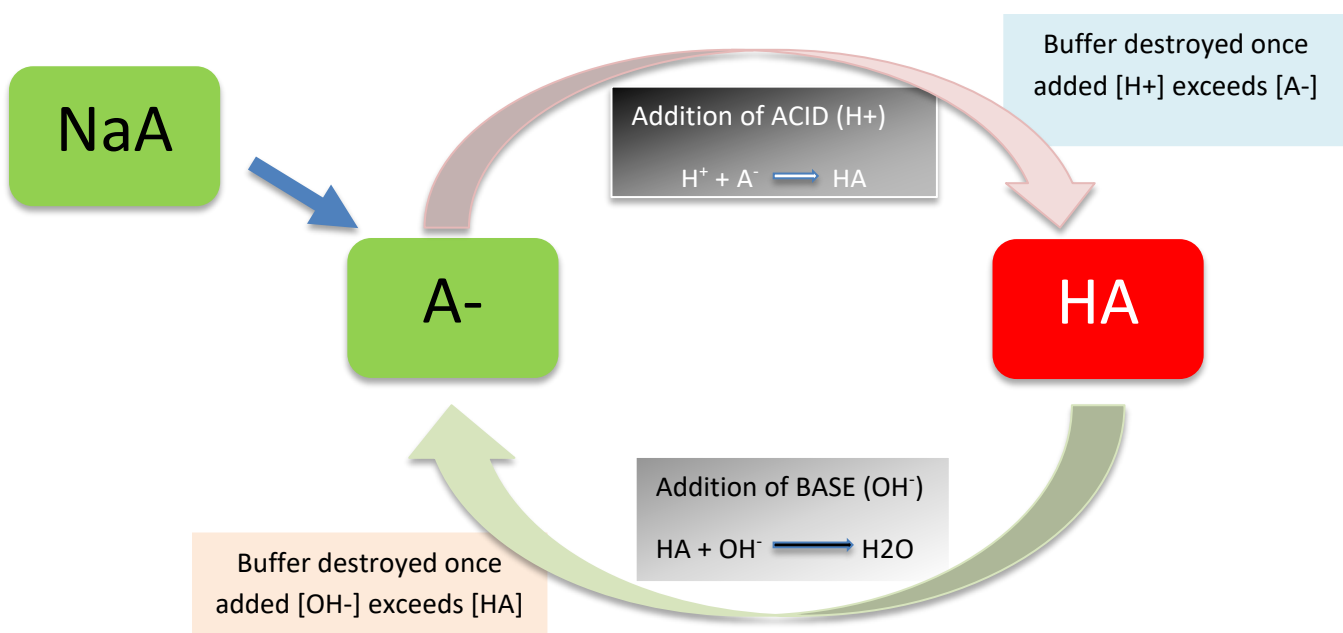 NaA
Buffer destroyed once
added [H+] exceeds [A-]
Addition of ACID (H+)
H⁺ + A⁻ ⟹ HA
A-
HA
Addition of BASE (OH⁻)
HA + OH⁻ ⟶ H2O
Buffer destroyed once
added [OH-] exceeds [HA]